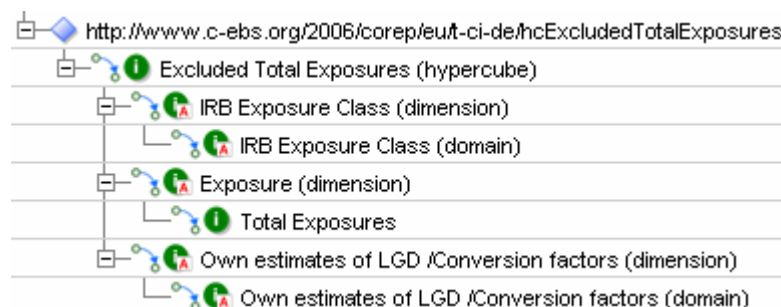 http://www.c-ebs.org/2006/corep/eu/t-ci-de/hcExcludedTotalExposures
Excluded Total Exposures (hypercube)
IRB Exposure Class (dimension)
IRB Exposure Class (domain)
Exposure (dimension)
Total Exposures
Own estimates of LGD /Conversion factors (dimension)
Own estimates of LGD /Conversion factors (domain)